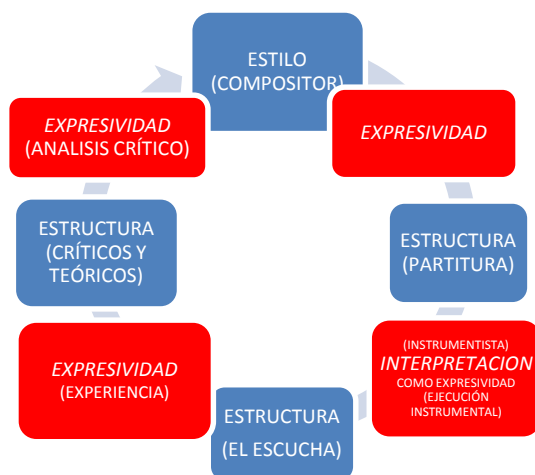 ESTILO
(COMPOSITOR)
EXPRESIVIDAD
ESTRUCTURA
(PARTITURA)
(INSTRUMENTISTA)
INTERPRETACION
COMO EXPRESIVIDAD
(EJECUCIÓN
INSTRUMENTAL)
ESTRUCTURA
(EL ESCUCHA)
EXPRESIVIDAD
(EXPERIENCIA)
ESTRUCTURA
(CRÍTICOS Y
TEÓRICOS)
EXPRESIVIDAD
(ANALISIS CRÍTICO)